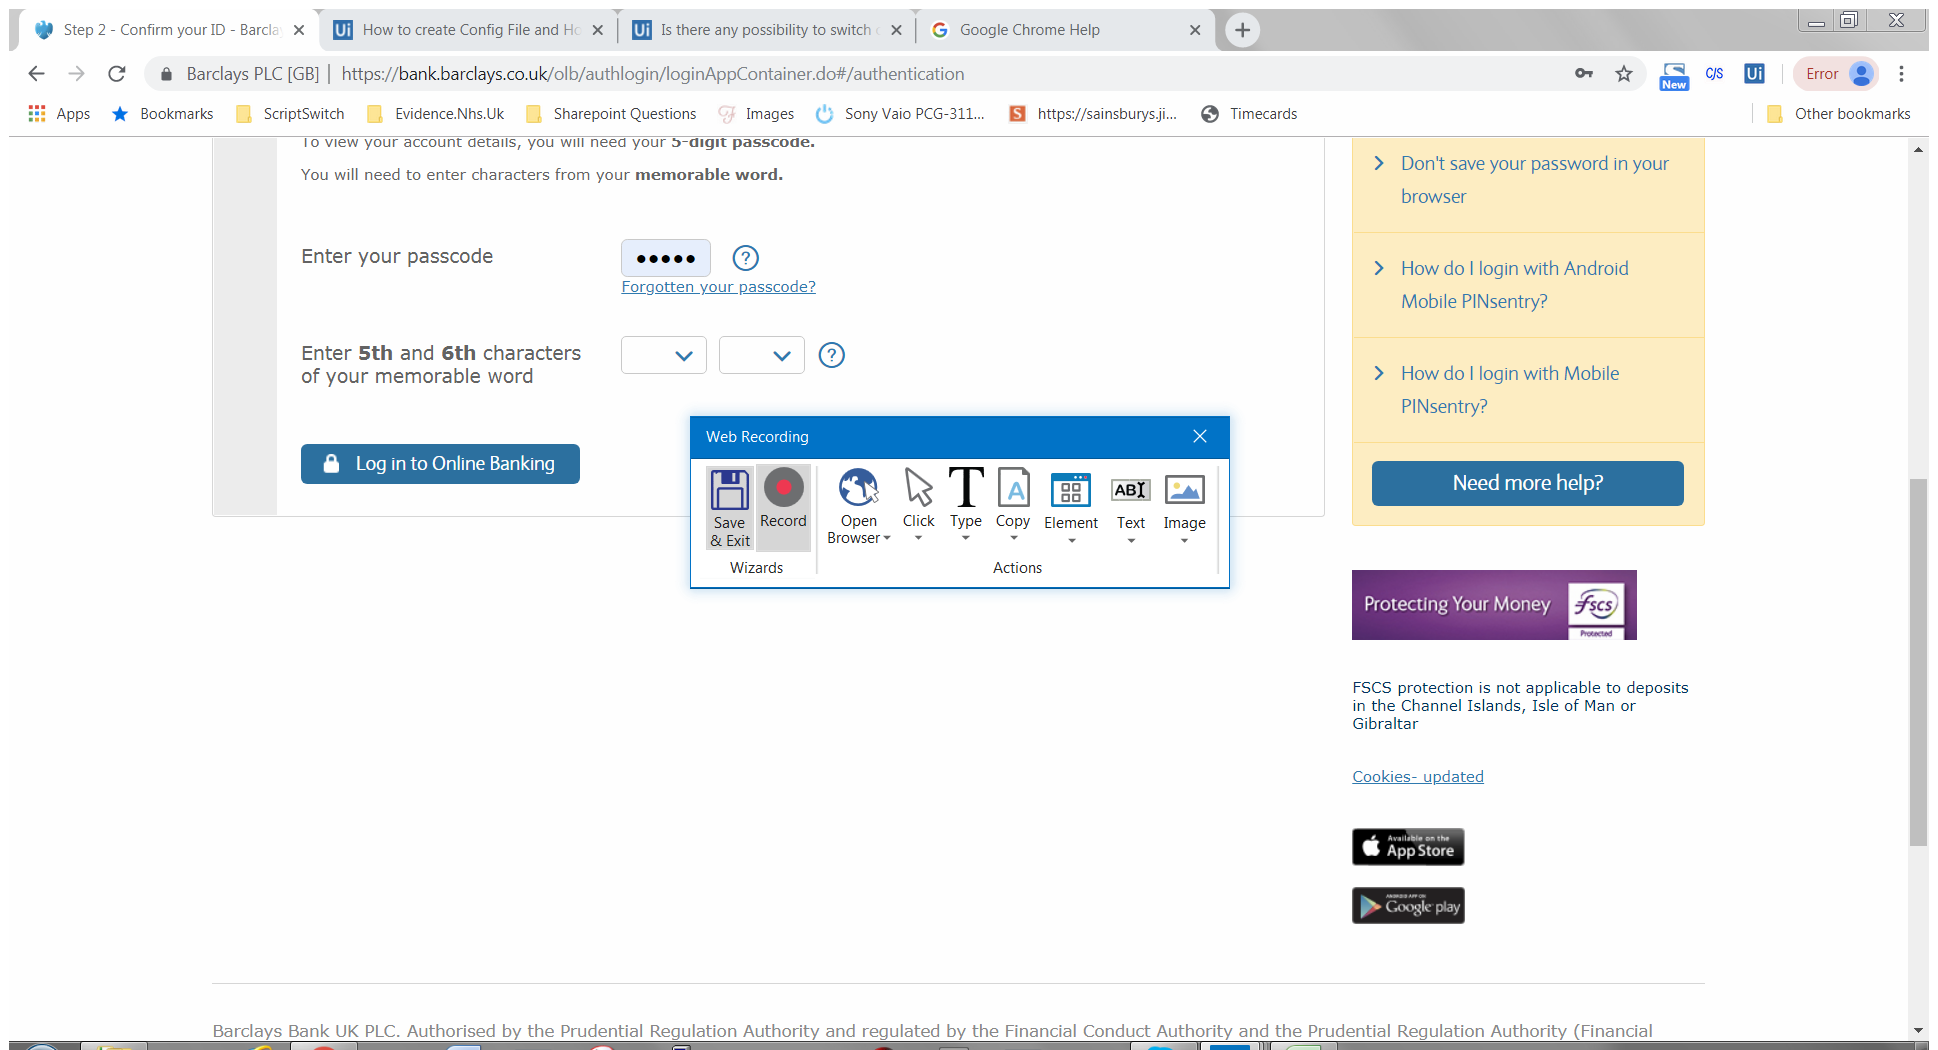 Step 2 - Confirm your ID - Barcla
How to create Config File and Ho
Is there any possibility to switch
Google Chrome Help
Barclays PLC [GB] | https://bank.barclays.co.uk/olb/authlogin/loginAppContainer.do#/authentication
New
C/S
Ui
Error
Apps
Bookmarks
ScriptSwitch
Evidence.Nhs.Uk
Sharepoint Questions
Images
Sony Vaio PCG-311...
https://sainsburys.ji...
Timecards
Other bookmarks
To view your account details, you will need your 5-digit passcode.
You will need to enter characters from your memorable word.
Enter your passcode
Forgotten your passcode?
Enter 5th and 6th characters
of your memorable word
Log in to Online Banking
Web Recording
Save
& Exit
Record
Wizards
Open
Browser
Click
Type
Copy
Element
Text
Image
Actions
Don't save your password in your
browser
How do I login with Android
Mobile PINsentry?
How do I login with Mobile
PINsentry?
Need more help?
Protecting Your Money
fscs
Protected
FSCS protection is not applicable to deposits
in the Channel Islands, Isle of Man or
Gibraltar
Cookies- updated
Available on the
App Store
ANDROID APP ON
Google play
Barclays Bank UK PLC. Authorised by the Prudential Regulation Authority and regulated by the Financial Conduct Authority and the Prudential Regulation Authority (Financial